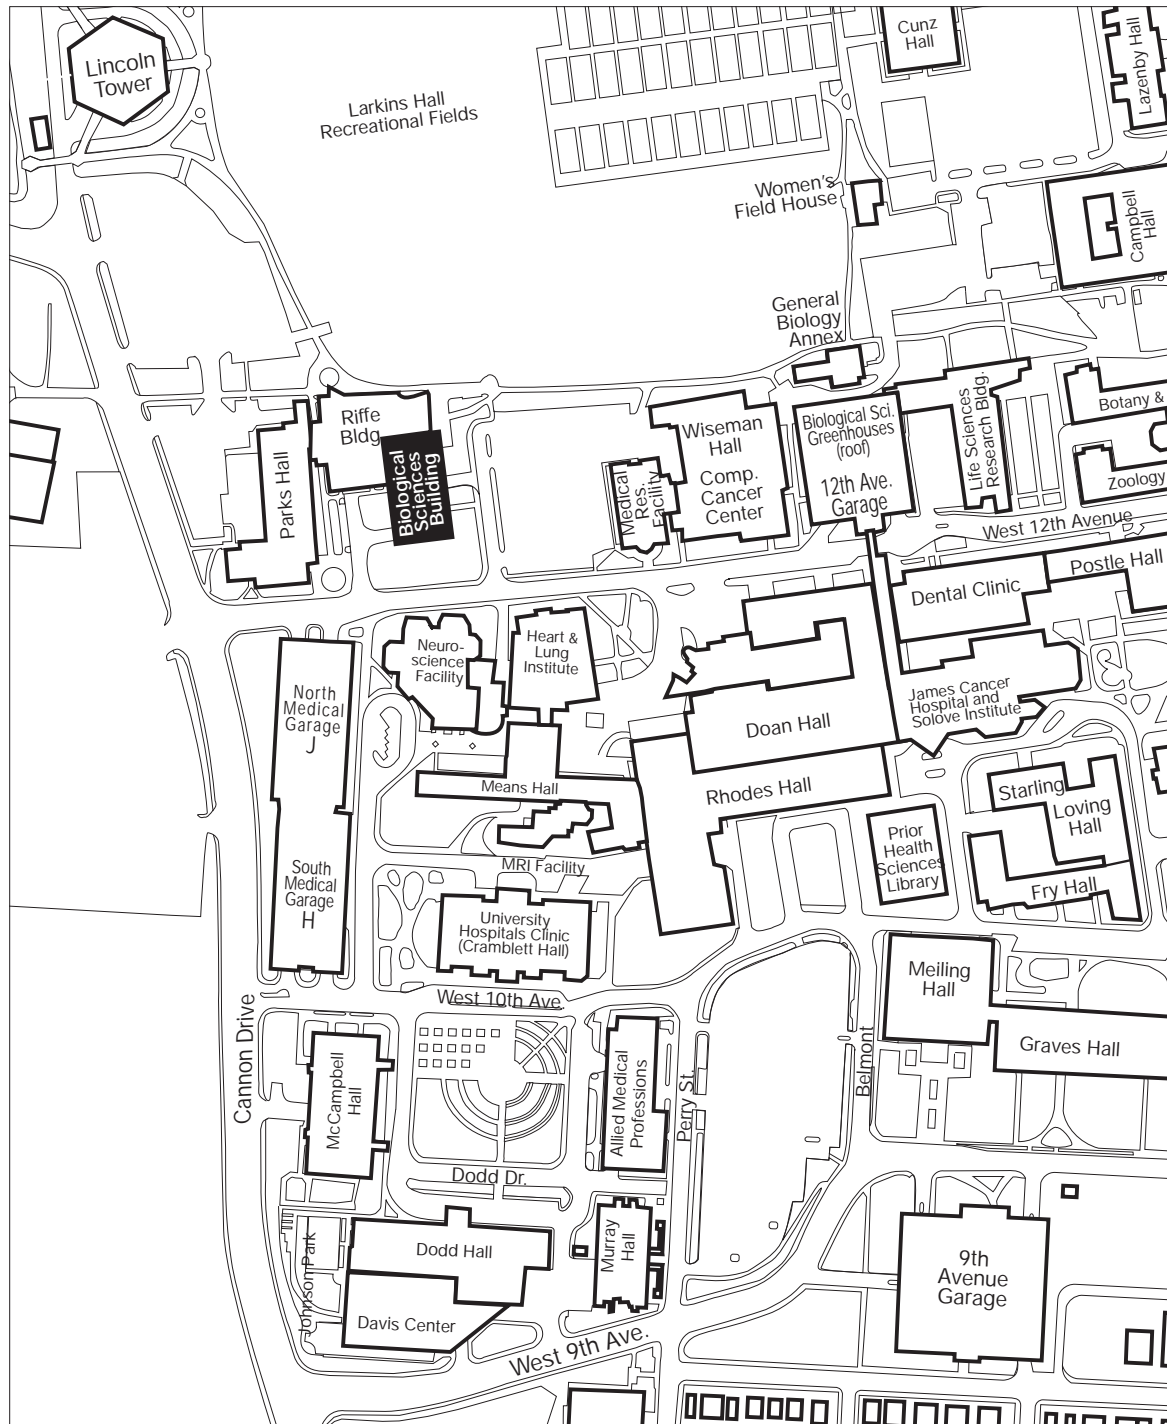 Lincoln
Tower
Larkins Hall
Recreational Fields
Cunz
Hall
Lazenby Hall
Women's
Field House
Campbell
Hall
General
Biology
Annex
Riffe
Bldg.
Parks Hall
Biological
Sciences
Building
Medical
Res.
Facility
Wiseman
Hall
Comp.
Cancer
Center
Biological Sci.
Greenhouses
(roof)
12th Ave.
Garage
Life Sciences
Research Bldg.
Botany &
Zoology
West 12th Avenue
Postle Hall
Dental Clinic
Neuro-
science
Facility
Heart &
Lung
Institute
North
Medical
Garage
J
James Cancer
Hospital and
Solove Institute
Doan Hall
Means Hall
Rhodes Hall
Starling
Loving
Hall
Prior
Health
Sciences
Library
Fry Hall
MRI Facility
South
Medical
Garage
H
University
Hospitals Clinic
(Cramblett Hall)
West 10th Ave.
Meiling
Hall
Graves Hall
Cannon Drive
McCampbell
Hall
Allied Medical
Professions
Perry St.
Belmont
Dodd Dr.
Johnson Park
Dodd Hall
Murray
Hall
Davis Center
9th
Avenue
Garage
West 9th Ave.